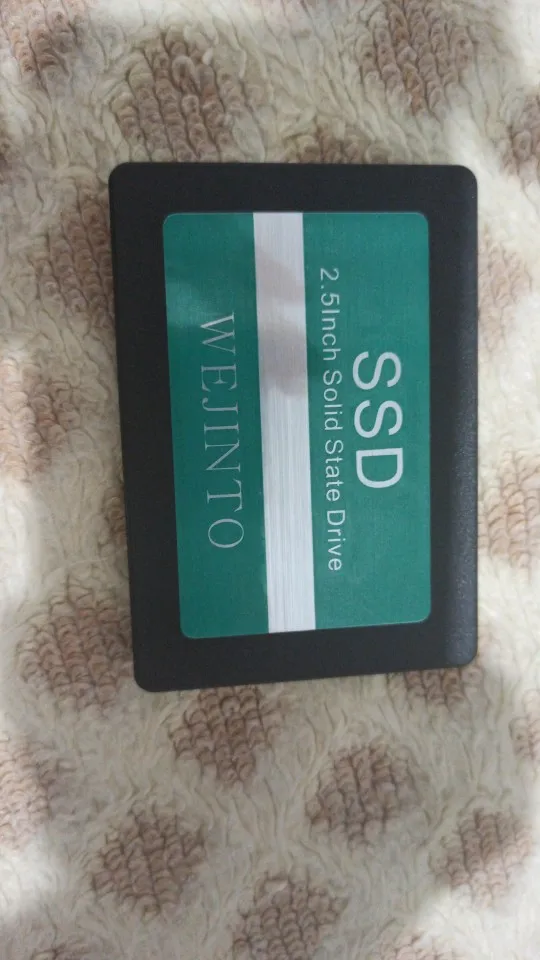 SSD
2.5Inch Solid State Drive
WEJINTO